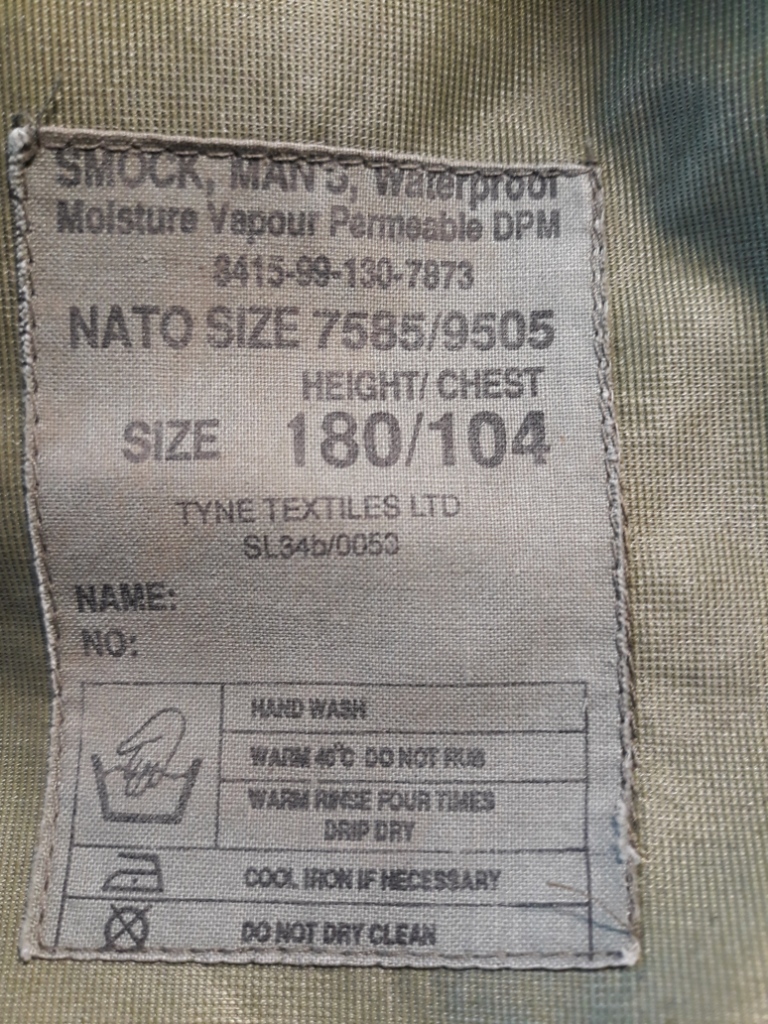 SMOCK, MAN'S, Waterproof
Moisture Vapour Permeable DPM
8415-99-130-7873
NATO SIZE 7585/9505
HEIGHT/ CHEST
SIZE 180/104
TYNE TEXTILES LTD
SL34b/0053
NAME:
NO:
HAND WASH
WARM 40°C DO NOT RUB
WARM RINSE FOUR TIMES
DRIP DRY
COOL IRON IF NECESSARY
DO NOT DRY CLEAN